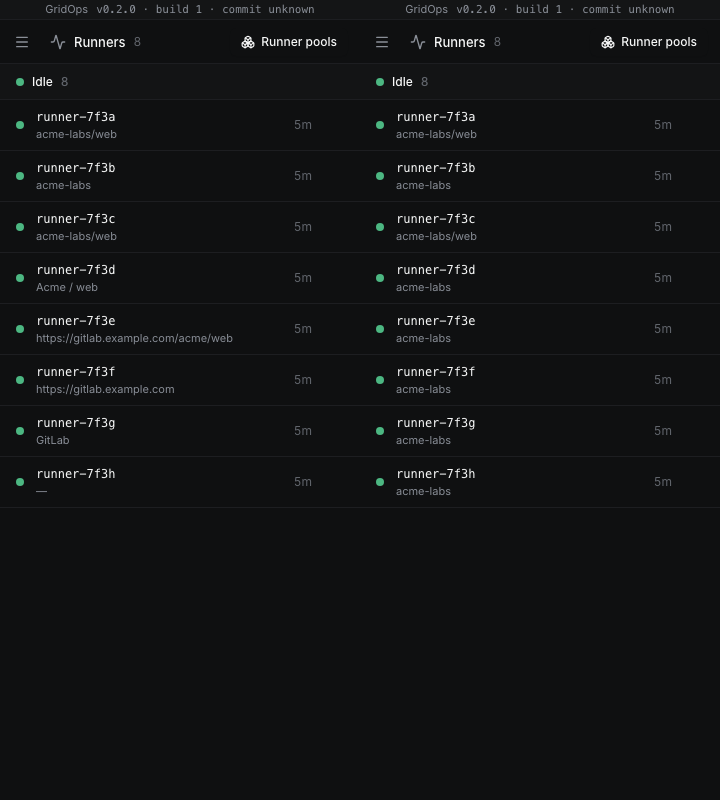 GridOps v0.2.0 · build 1 · commit unknown
Runners 8
Runner pools
Idle 8
runner-7f3a
acme-labs/web
5m
runner-7f3b
acme-labs
5m
runner-7f3c
acme-labs/web
5m
runner-7f3d
Acme / web
5m
runner-7f3e
https://gitlab.example.com/acme/web
5m
runner-7f3f
https://gitlab.example.com
5m
runner-7f3g
GitLab
5m
runner-7f3h
—
5m
GridOps v0.2.0 · build 1 · commit unknown
Runners 8
Runner pools
Idle 8
runner-7f3a
acme-labs/web
5m
runner-7f3b
acme-labs
5m
runner-7f3c
acme-labs/web
5m
runner-7f3d
acme-labs
5m
runner-7f3e
acme-labs
5m
runner-7f3f
acme-labs
5m
runner-7f3g
acme-labs
5m
runner-7f3h
acme-labs
5m